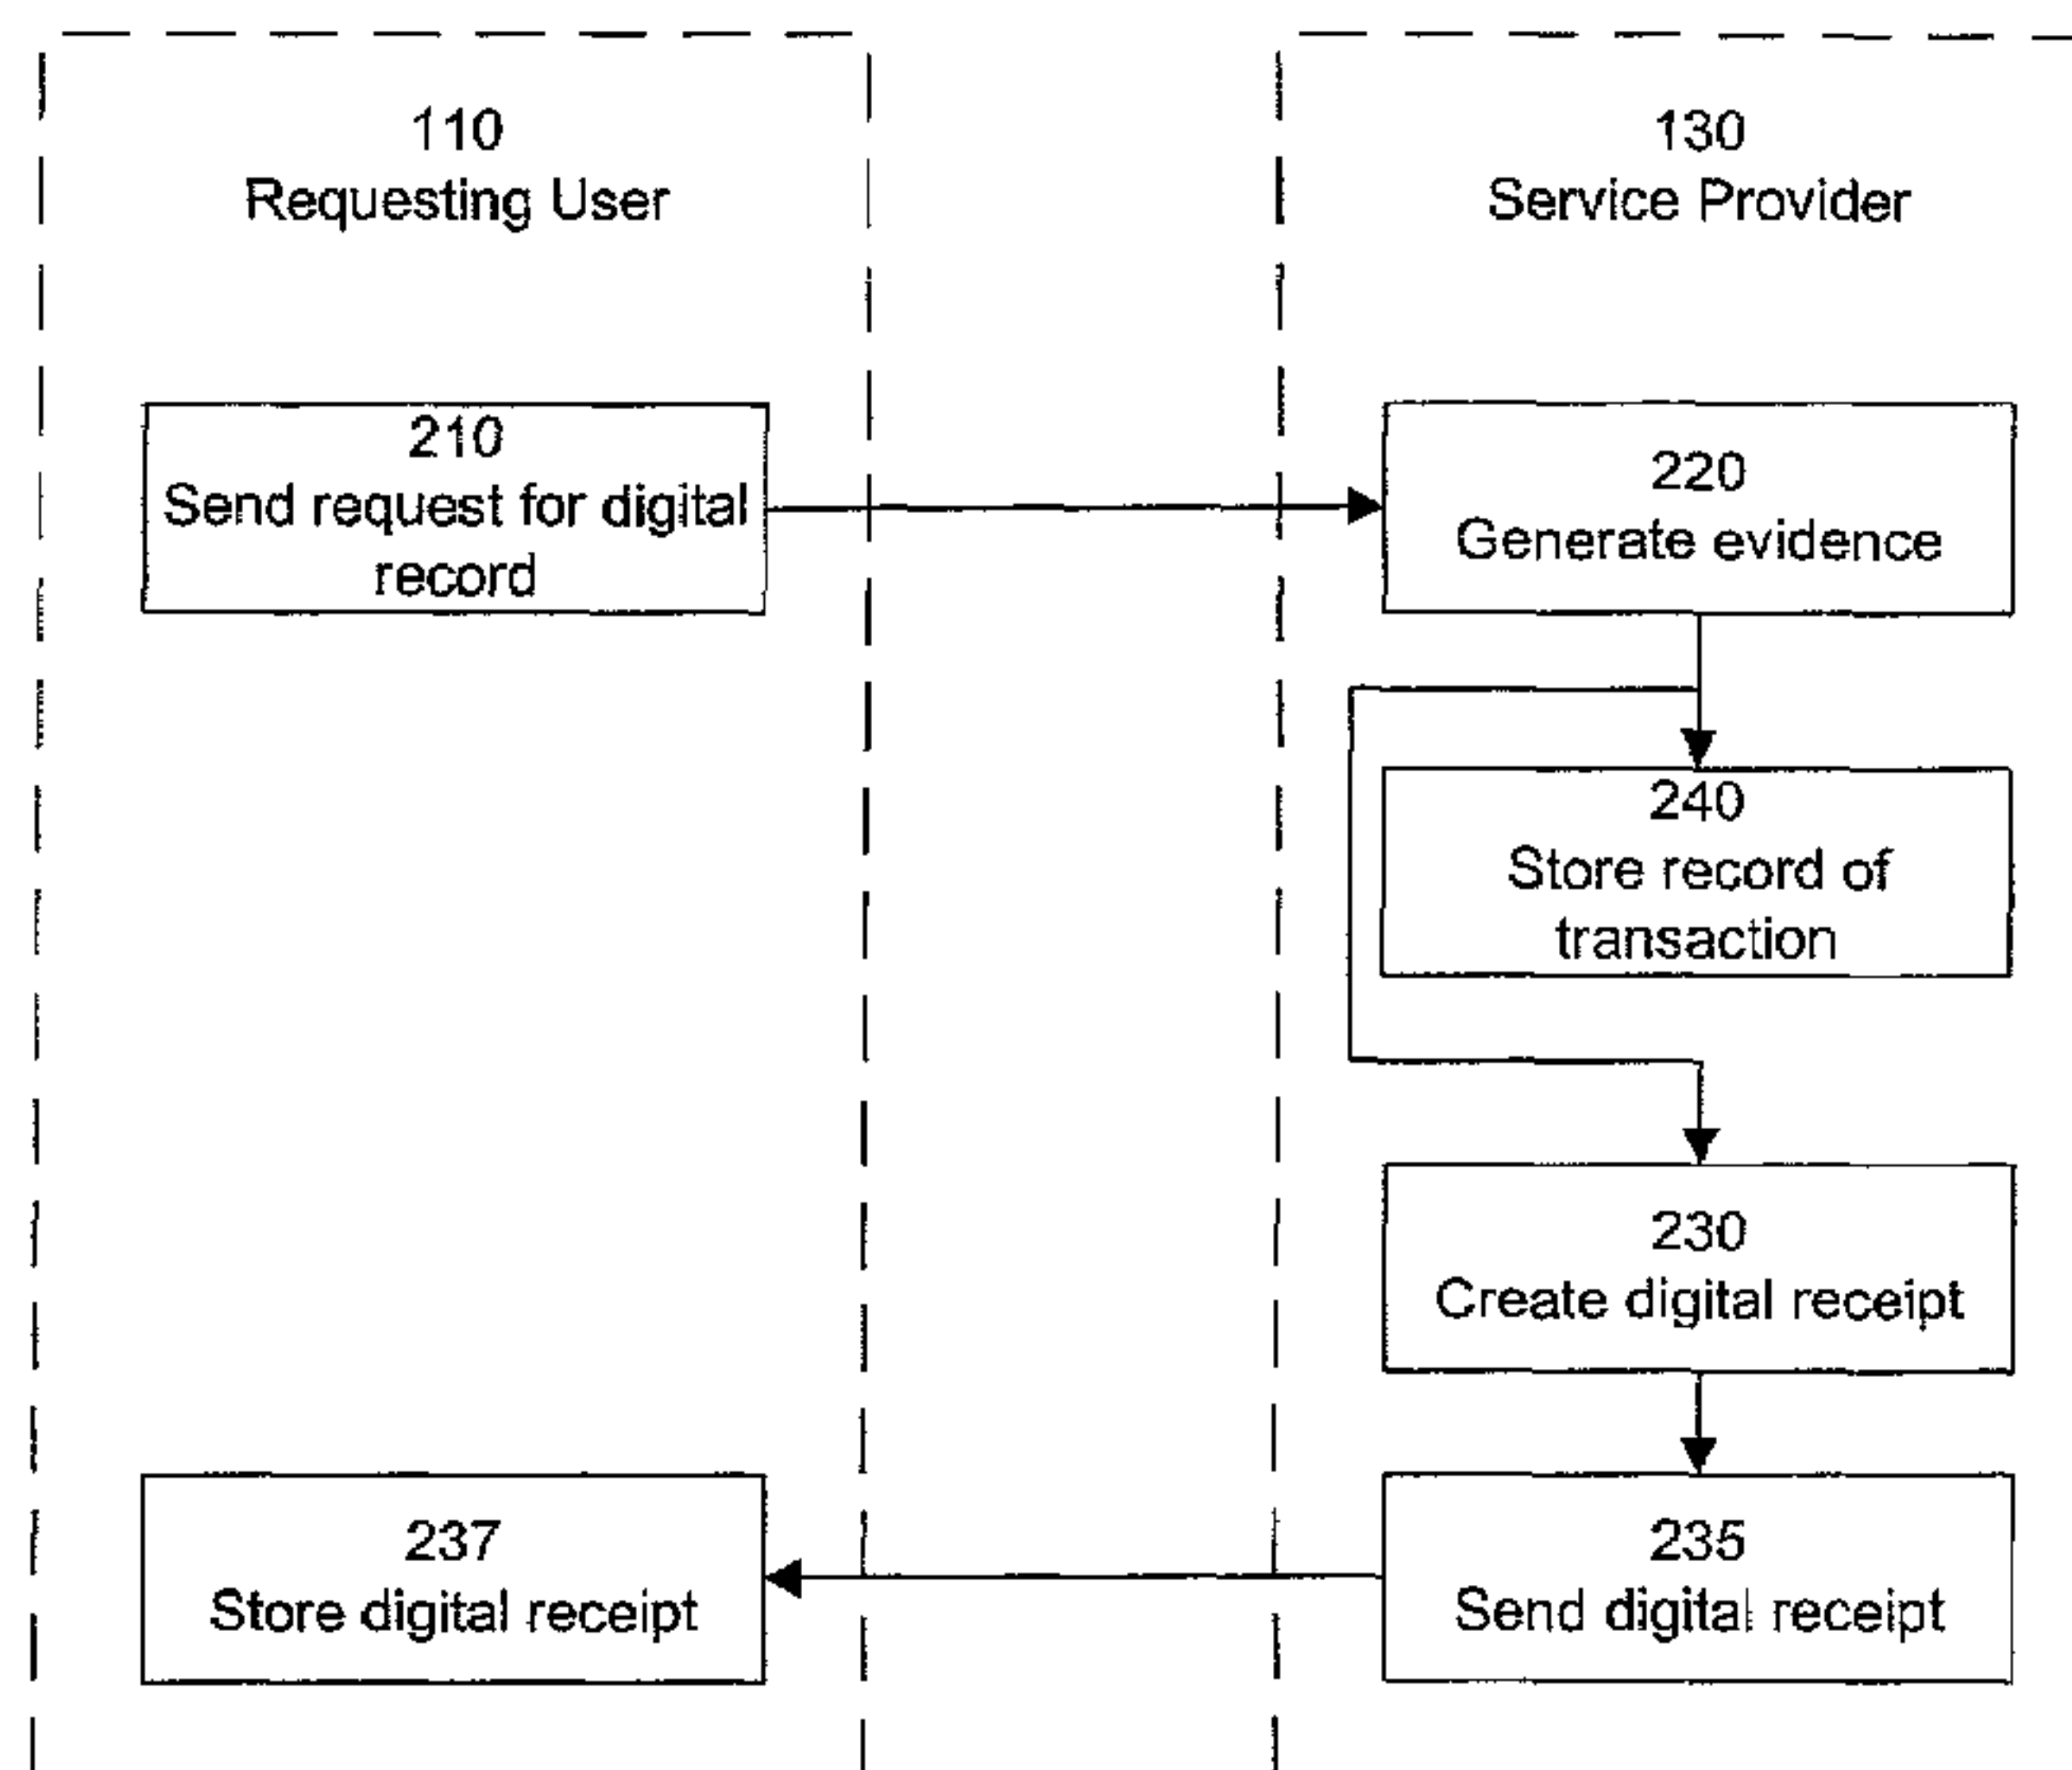 110
Requesting User
130
Service Provider
210
Send request for digital
record
220
Generate evidence
240
Store record of
transaction
230
Create digital receipt
237
Store digital receipt
235
Send digital receipt